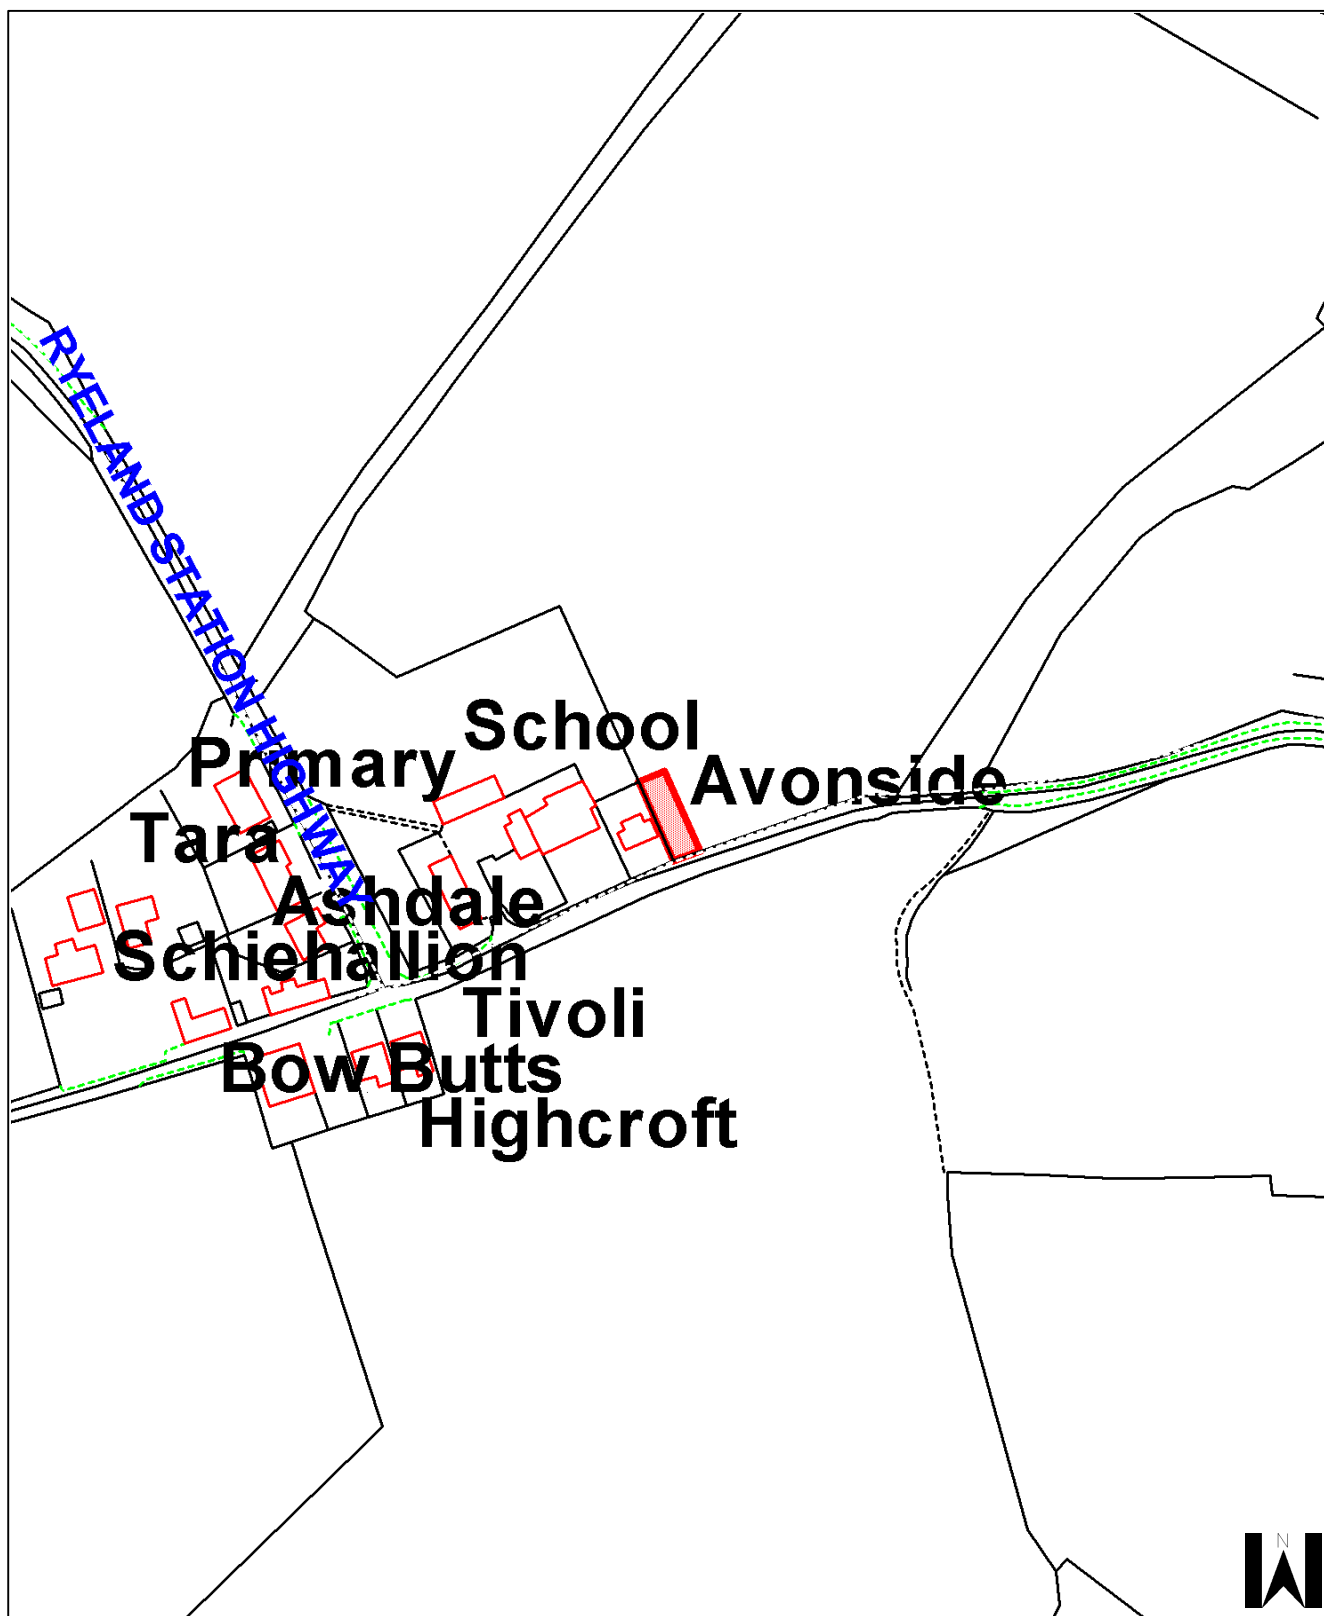 RYELAND STATION HIGHWAY
School
Primary
Avonside
Tara
Ashdale
Schiehallion
Tivoli
Bow Butts
Highcroft
N